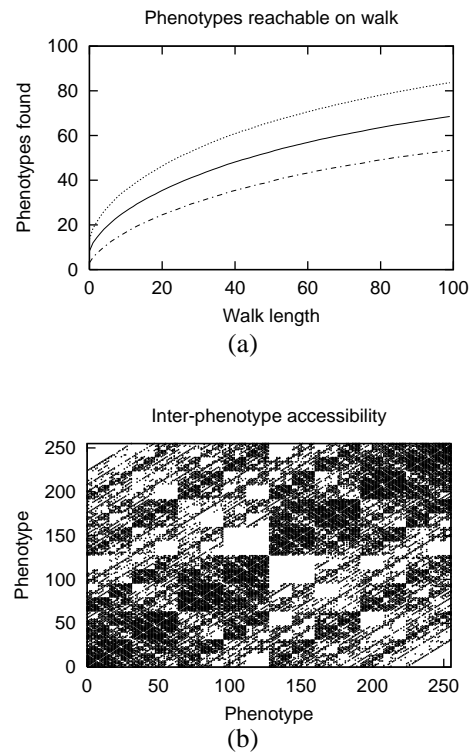 Phenotypes reachable on walk
100
80
60
40
20
0
Phenotypes found
0 20 40 60 80 100
Walk length
(a)
Inter-phenotype accessibility
250
200
150
100
50
0
Phenotype
0 50 100 150 200 250
Phenotype
(b)